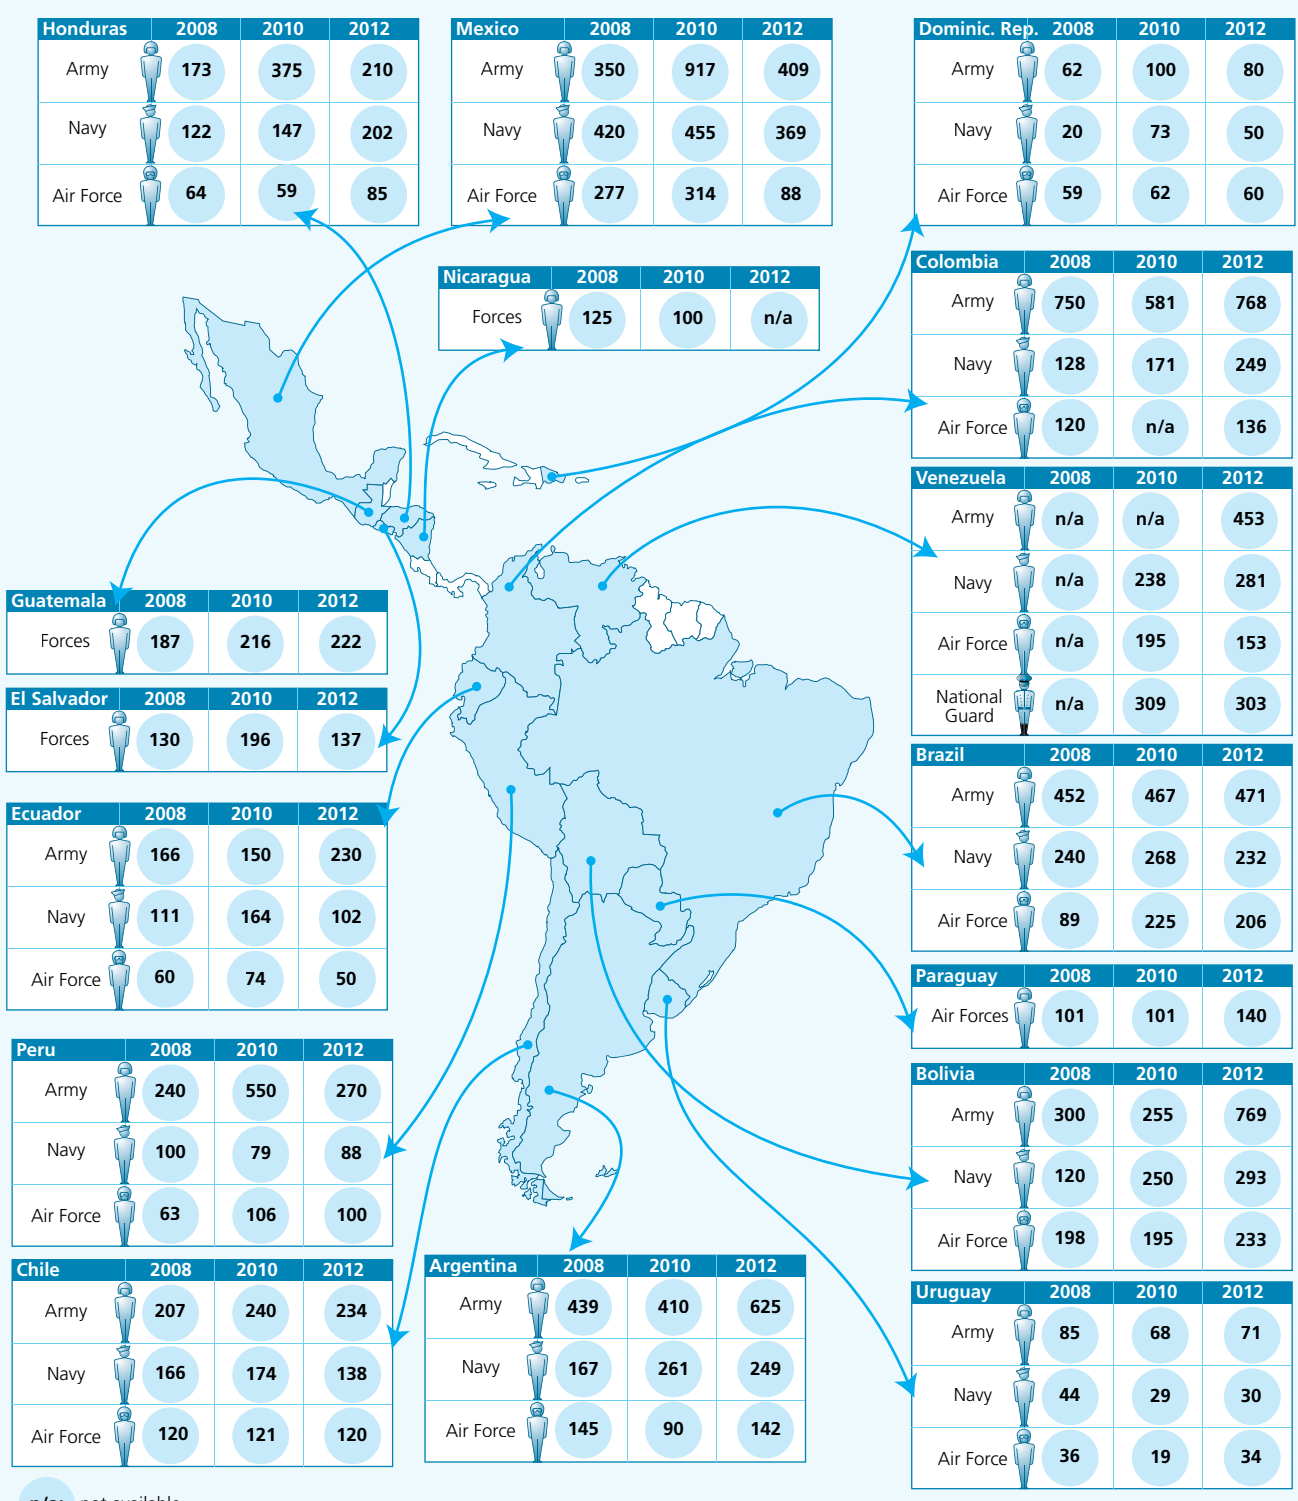 Honduras 2008 2010 2012
Army 173 375 210
Navy 122 147 202
Air Force 64 59 85
Mexico 2008 2010 2012
Army 350 917 409
Navy 420 455 369
Air Force 277 314 88
Dominic. Rep. 2008 2010 2012
Army 62 100 80
Navy 20 73 50
Air Force 59 62 60
Nicaragua 2008 2010 2012
Forces 125 100 n/a
Colombia 2008 2010 2012
Army 750 581 768
Navy 128 171 249
Air Force 120 n/a 136
Venezuela 2008 2010 2012
Army n/a n/a 453
Navy n/a 238 281
Air Force n/a 195 153
National
Guard n/a 309 303
Guatemala 2008 2010 2012
Forces 187 216 222
El Salvador 2008 2010 2012
Forces 130 196 137
Ecuador 2008 2010 2012
Army 166 150 230
Navy 111 164 102
Air Force 60 74 50
Brazil 2008 2010 2012
Army 452 467 471
Navy 240 268 232
Air Force 89 225 206
Paraguay 2008 2010 2012
Air Forces 101 101 140
Peru 2008 2010 2012
Army 240 550 270
Navy 100 79 88
Air Force 63 106 100
Bolivia 2008 2010 2012
Army 300 255 769
Navy 120 250 293
Air Force 198 195 233
Chile 2008 2010 2012
Army 207 240 234
Navy 166 174 138
Air Force 120 121 120
Argentina 2008 2010 2012
Army 439 410 625
Navy 167 261 249
Air Force 145 90 142
Uruguay 2008 2010 2012
Army 85 68 71
Navy 44 29 30
Air Force 36 19 34
n/a: not available